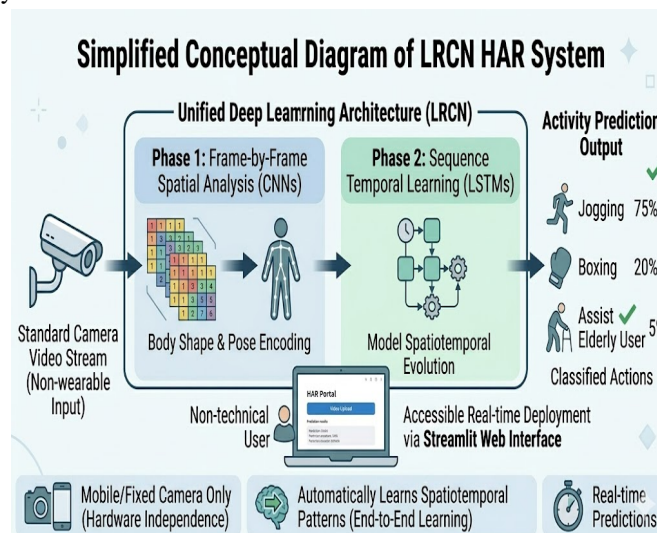 y
Simplified Conceptual Diagram of LRCN HAR System
Unified Deep Leamrning Architecture (LRCN)
Phase 1: Frame-by-Frame
Spatial Analysis (CNNs)
Body Shape & Pose Encoding
Phase 2: Sequence
Temporal Learning (LSTMs)
Model Spatiotemporal
Evolution
Standard Camera
Video Stream
(Non-wearable
Input)
Activity Prediction
Output
Jogging 75%
Boxing 20%
Assist
Elderly User 5
Classified Actions
Non-technical
User
HAR Portal
Video Upload
Accessible Real-time Deployment
via Streamlit Web Interface
Mobile/Fixed Camera Only
(Hardware Independence)
Automatically Learns Spatiotemporal
Patterns (End-to-End Learning)
Real-time
Predictions